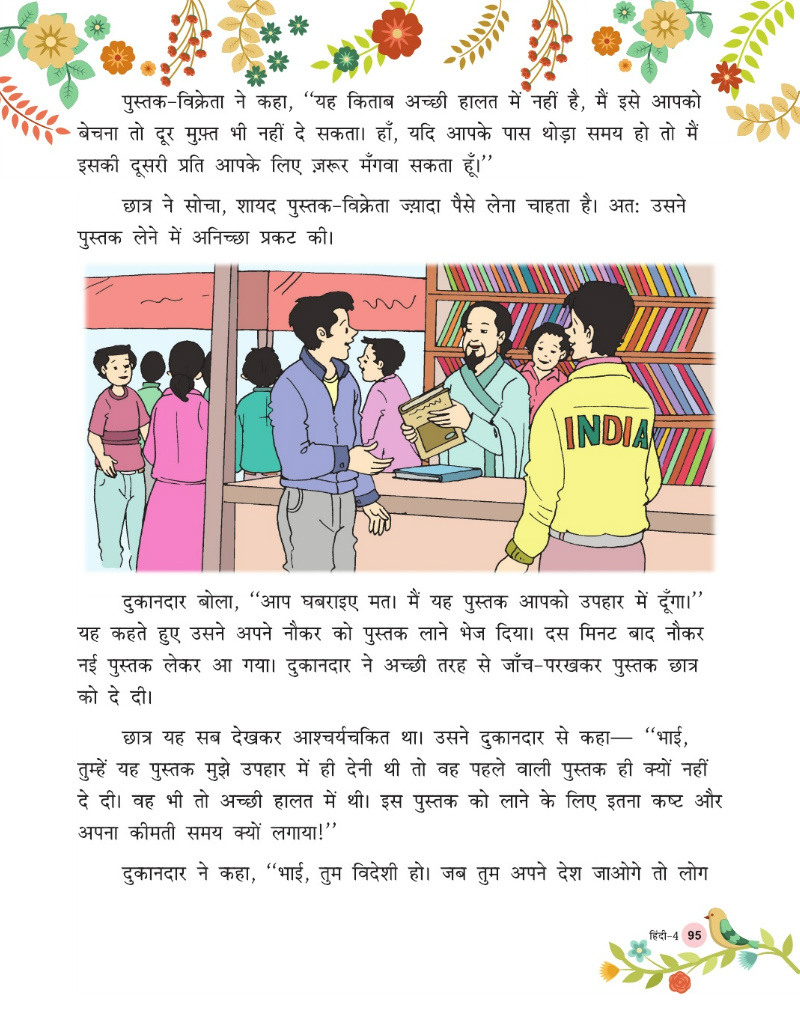 पुस्तक-विक्रेता ने कहा, ‘‘यह किताब अच्छी हालत में नहीं है, मैं इसे आपको
बेचना तो दूर मुफ़्त भी नहीं दे सकता। हाँ, यदि आपके पास थोड़ा समय हो तो मैं
इसकी दूसरी प्रति आपके लिए ज़रूर मँगवा सकता हूँ।’’
छात्र ने सोचा, शायद पुस्तक-विक्रेता ज्य़ादा पैसे लेना चाहता है। अतः उसने
पुस्तक लेने में अनिच्छा प्रकट की।
INDIA
दुकानदार बोला, ‘‘आप घबराइए मत। मैं यह पुस्तक आपको उपहार में दूँगा।’’
यह कहते हुए उसने अपने नौकर को पुस्तक लाने भेज दिया। दस मिनट बाद नौकर
नई पुस्तक लेकर आ गया। दुकानदार ने अच्छी तरह से जाँच-परखकर पुस्तक छात्र
को दे दी।
छात्र यह सब देखकर आश्चर्यचकित था। उसने दुकानदार से कहा— ‘‘भाई,
तुम्हें यह पुस्तक मुझे उपहार में ही देनी थी तो वह पहले वाली पुस्तक ही क्यों नहीं
दे दी। वह भी तो अच्छी हालत में थी। इस पुस्तक को लाने के लिए इतना कष्ट और
अपना कीमती समय क्यों लगाया!’’
दुकानदार ने कहा, ‘‘भाई, तुम विदेशी हो। जब तुम अपने देश जाओगे तो लोग
हिंदी-4 95